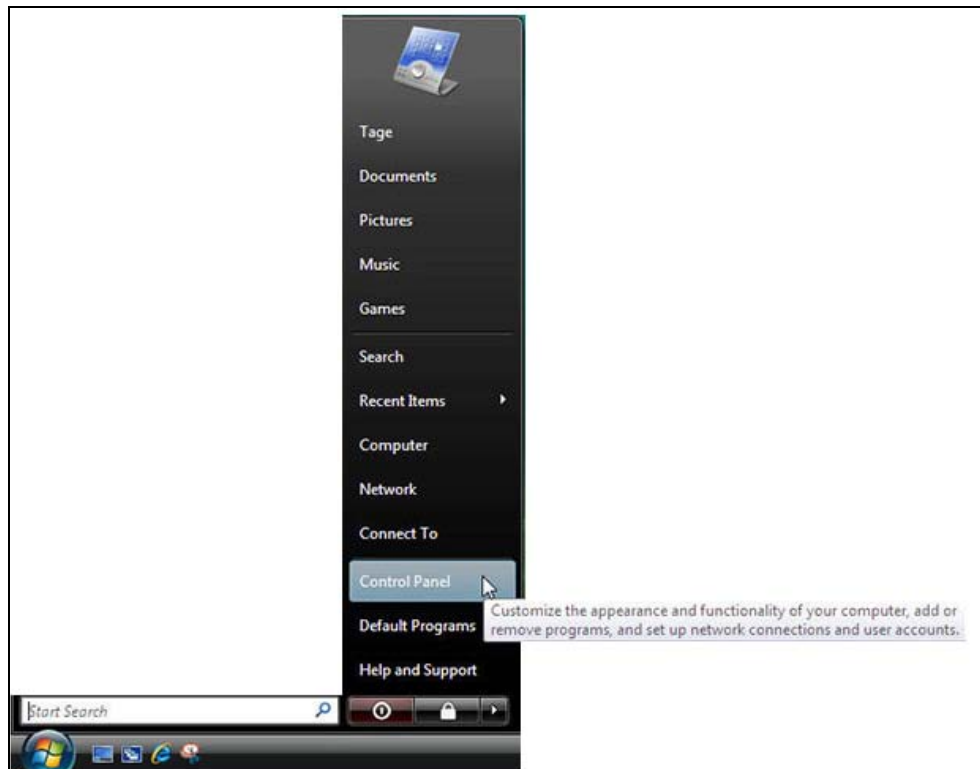 Tage
Documents
Pictures
Music
Games
Search
Recent Items
Computer
Network
Connect To
Control Panel
Customize the appearance and functionality of your computer, add or
remove programs, and set up network connections and user accounts.
Default Programs
Help and Support
Start Search